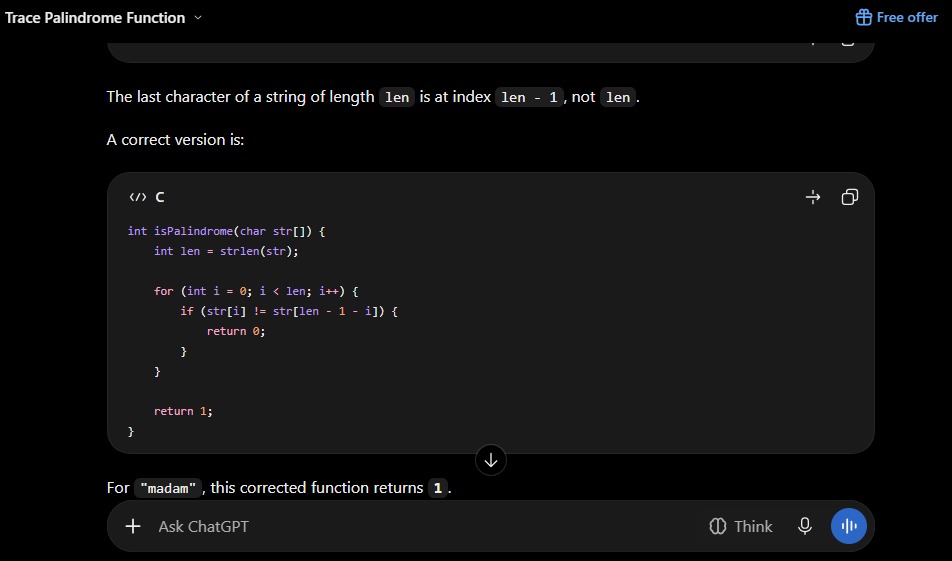 Trace Palindrome Function
Free offer
The last character of a string of length len is at index len - 1, not len.
A correct version is:
C
int isPalindrome(char str[]) {
    int len = strlen(str);
    for (int i = 0; i < len; i++) {
        if (str[i] != str[len - 1 - i]) {
            return 0;
        }
    }
    return 1;
}
For "madam", this corrected function returns 1.
Ask ChatGPT
Think